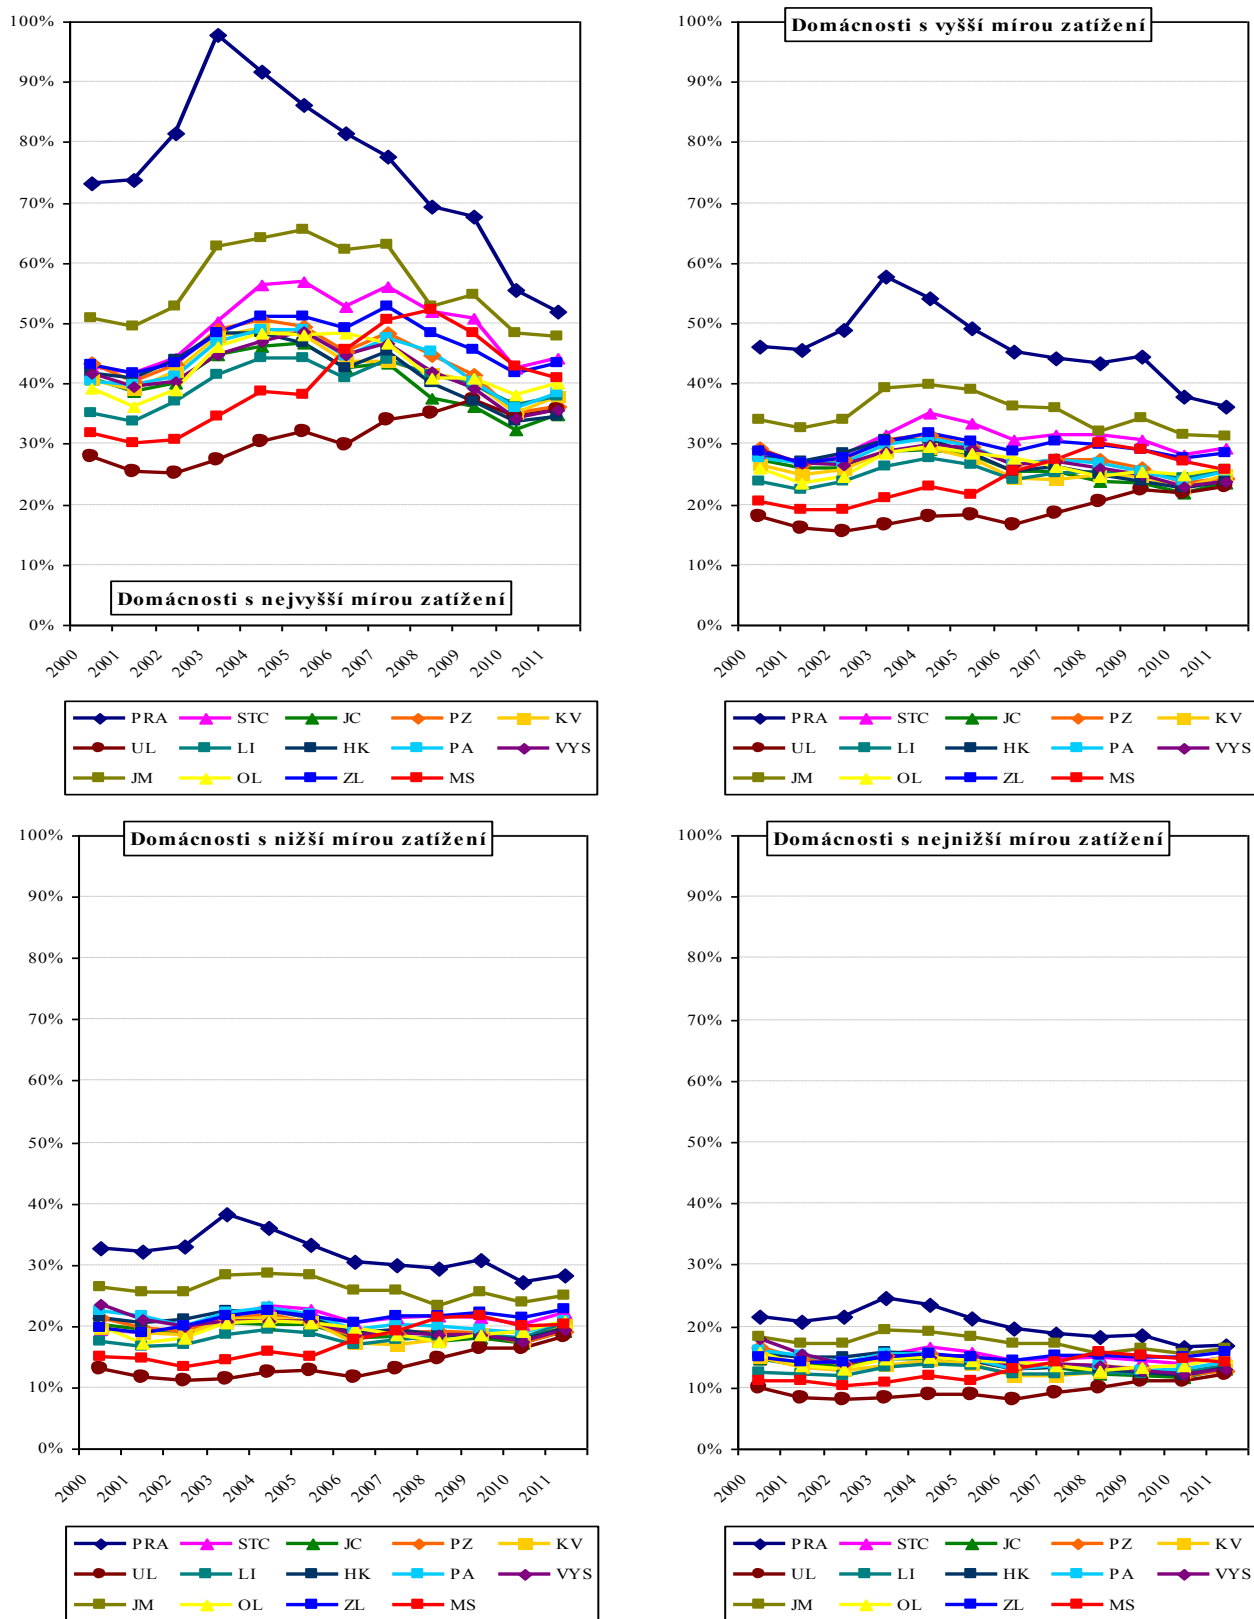 Domácnosti s nejvyšší mírou zatížení
100%
90%
80%
70%
60%
50%
40%
30%
20%
10%
0%
2000 2001 2002 2003 2004 2005 2006 2007 2008 2009 2010 2011
PRA STC JC PZ KV
UL LI HK PA VYS
JM OL ZL MS
Domácnosti s vyšší mírou zatížení
100%
90%
80%
70%
60%
50%
40%
30%
20%
10%
0%
2000 2001 2002 2003 2004 2005 2006 2007 2008 2009 2010 2011
PRA STC JC PZ KV
UL LI HK PA VYS
JM OL ZL MS
Domácnosti s nižší mírou zatížení
100%
90%
80%
70%
60%
50%
40%
30%
20%
10%
0%
2000 2001 2002 2003 2004 2005 2006 2007 2008 2009 2010 2011
PRA STC JC PZ KV
UL LI HK PA VYS
JM OL ZL MS
Domácnosti s nejnižší mírou zatížení
100%
90%
80%
70%
60%
50%
40%
30%
20%
10%
0%
2000 2001 2002 2003 2004 2005 2006 2007 2008 2009 2010 2011
PRA STC JC PZ KV
UL LI HK PA VYS
JM OL ZL MS